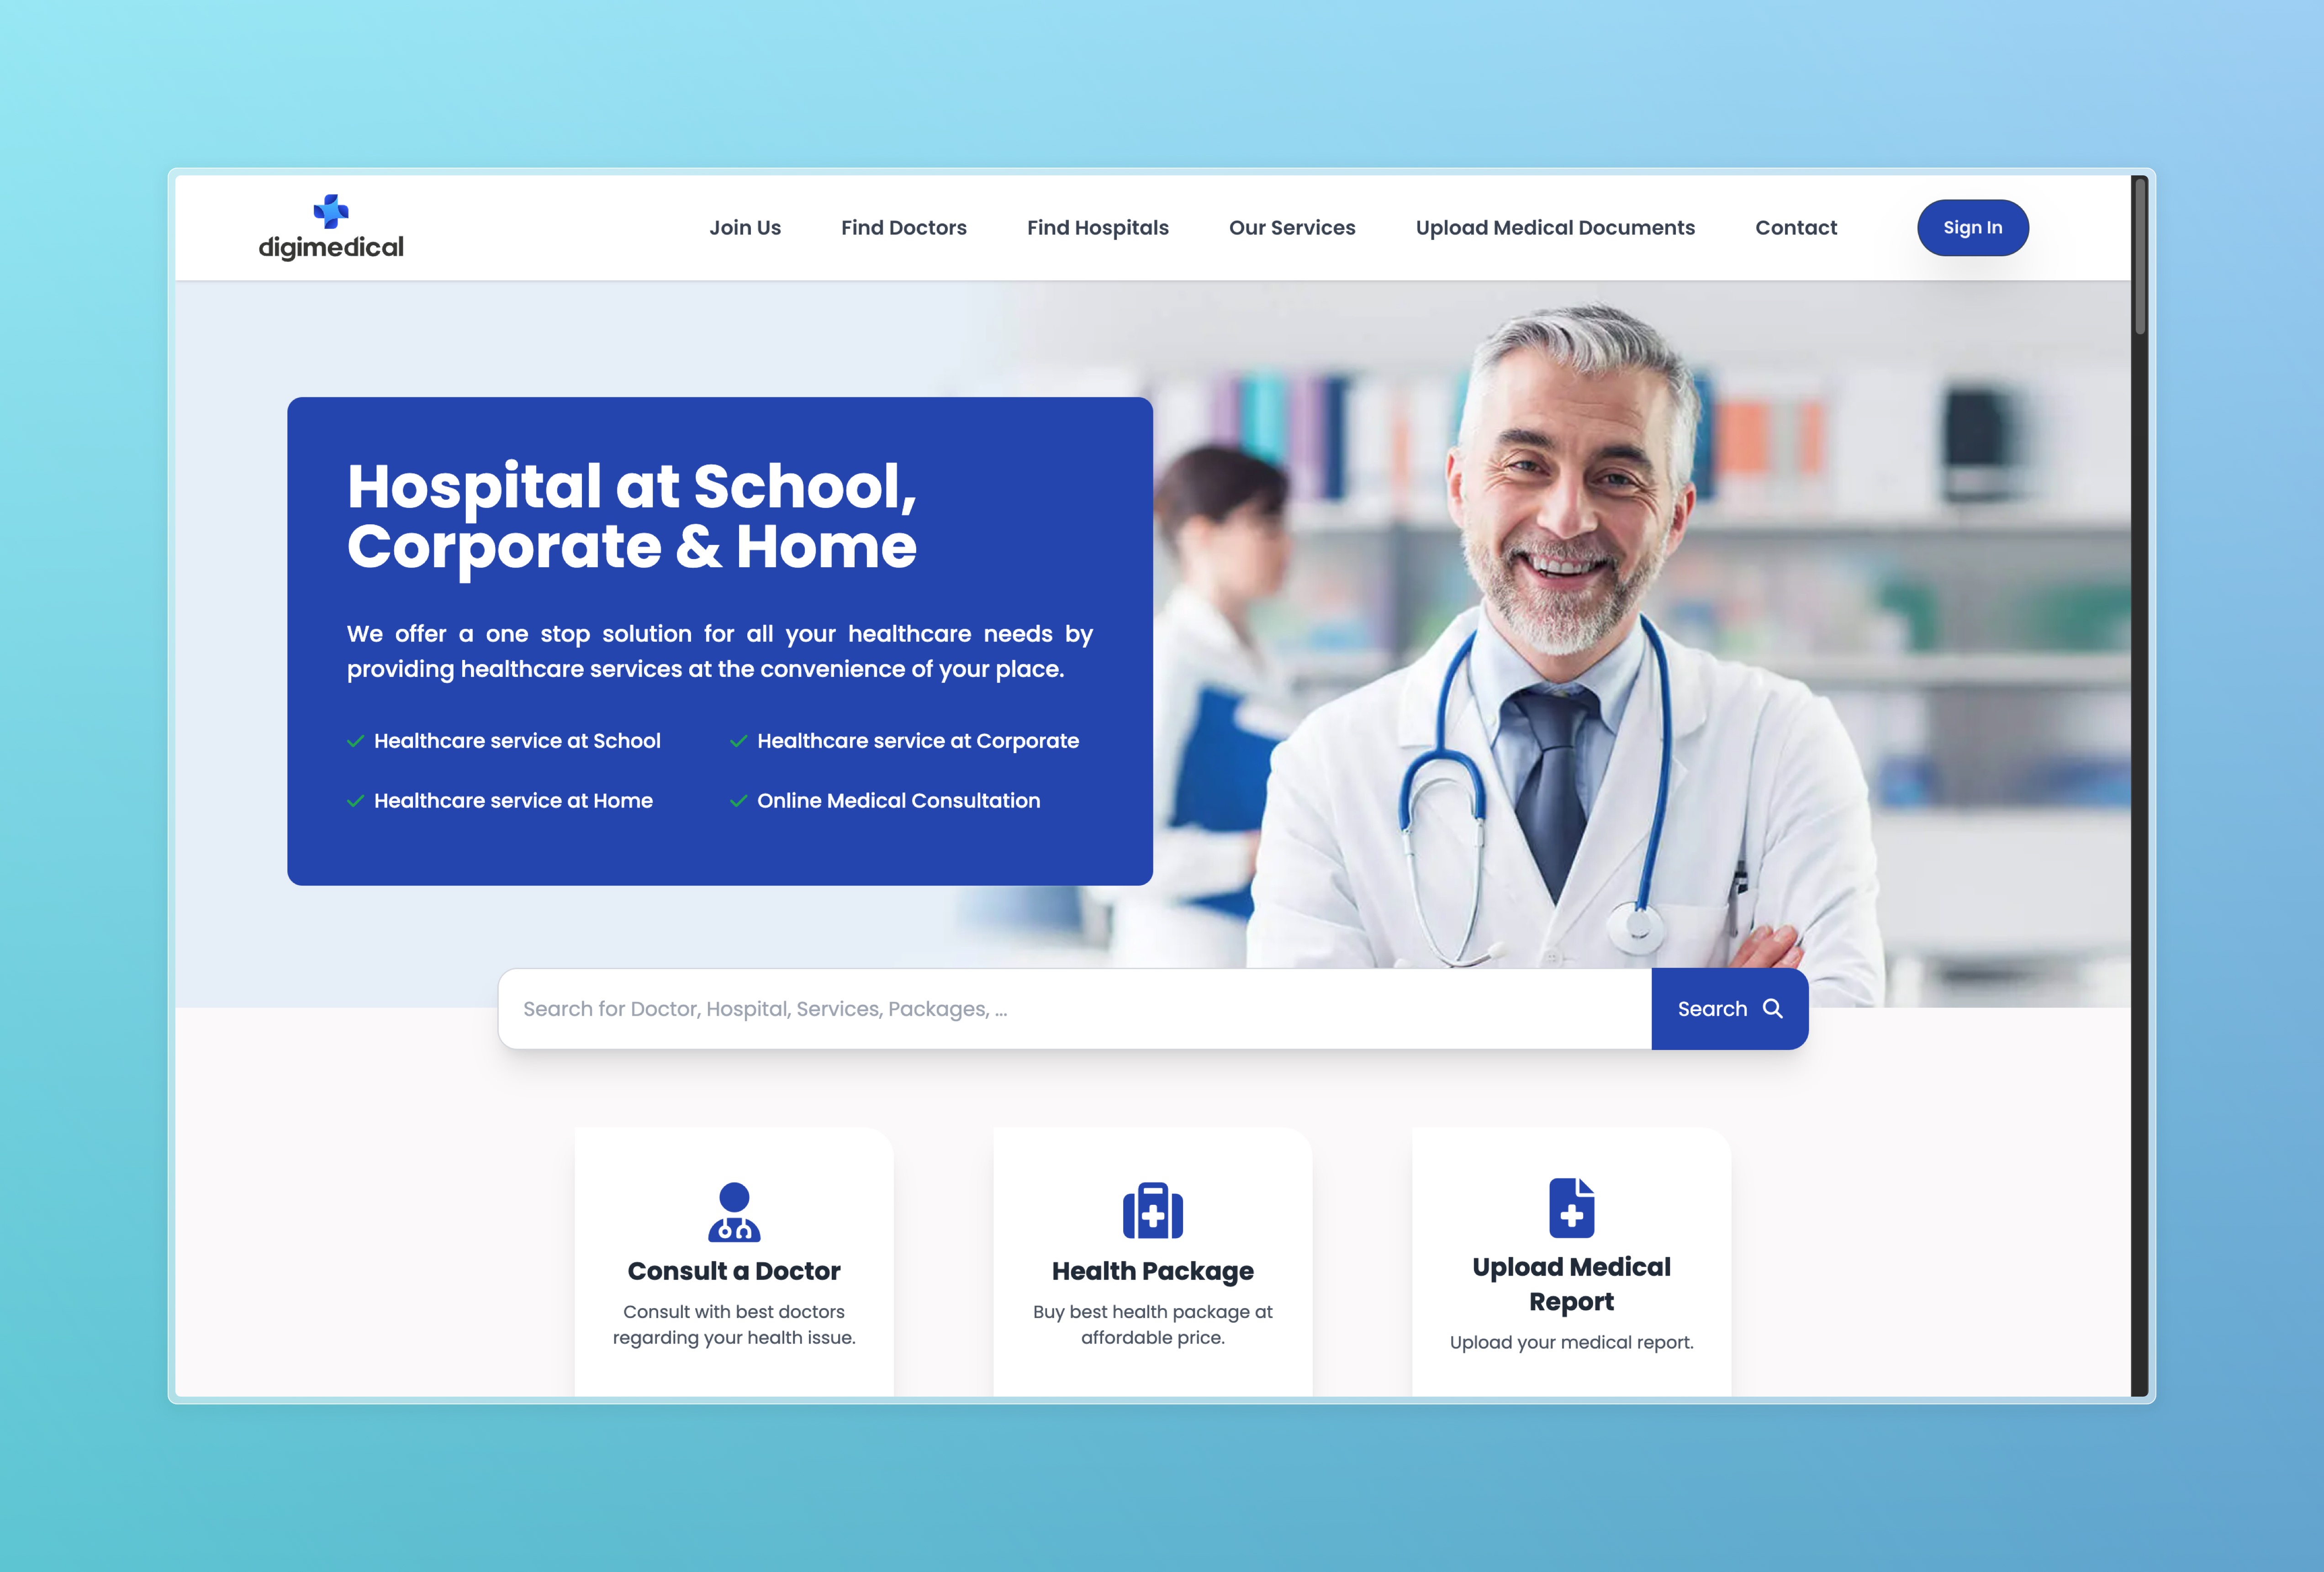 digimedical
Join Us
Find Doctors
Find Hospitals
Our Services
Upload Medical Documents
Contact
Sign In
Hospital at School,
Corporate & Home
We offer a one stop solution for all your healthcare needs by
providing healthcare services at the convenience of your place.
Healthcare service at School
Healthcare service at Corporate
Healthcare service at Home
Online Medical Consultation
Search for Doctor, Hospital, Services, Packages, ...
Search
Consult a Doctor
Consult with best doctors
regarding your health issue.
Health Package
Buy best health package at
affordable price.
Upload Medical
Report
Upload your medical report.